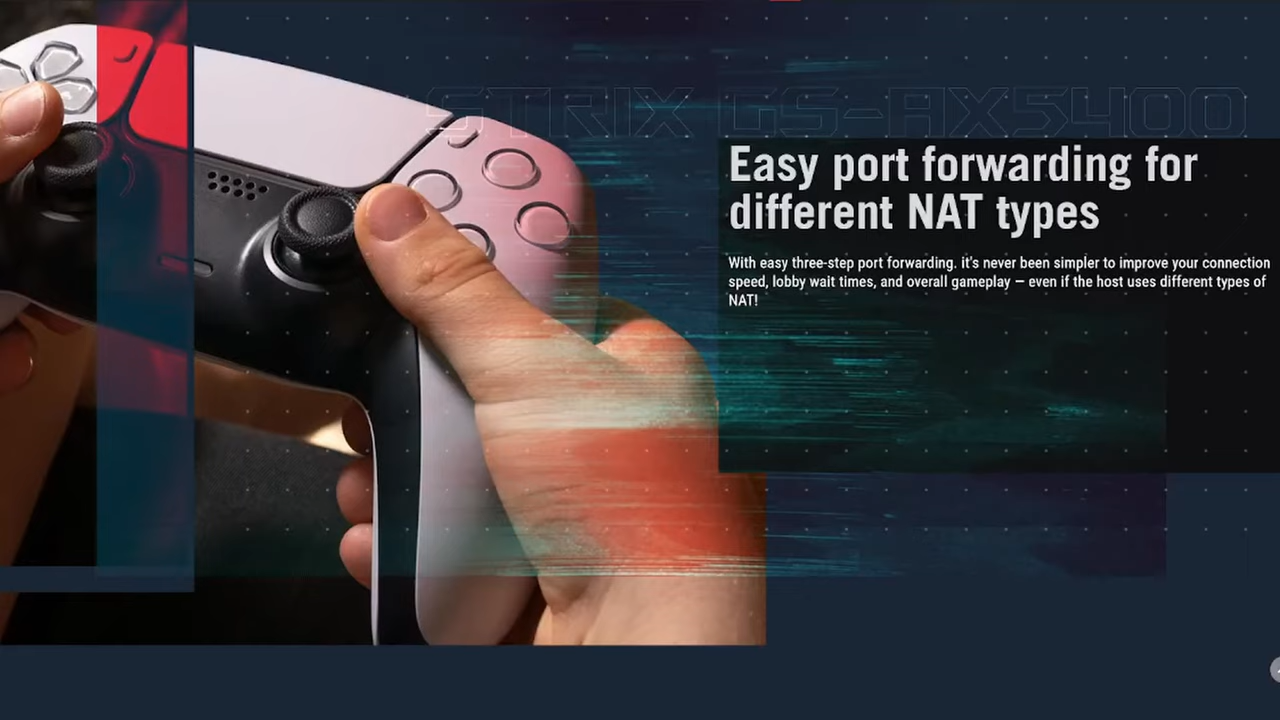 STRIX GS-AX5400
Easy port forwarding for
different NAT types
With easy three-step port forwarding. it's never been simpler to improve your connection
speed, lobby wait times, and overall gameplay — even if the host uses different types of
NAT!